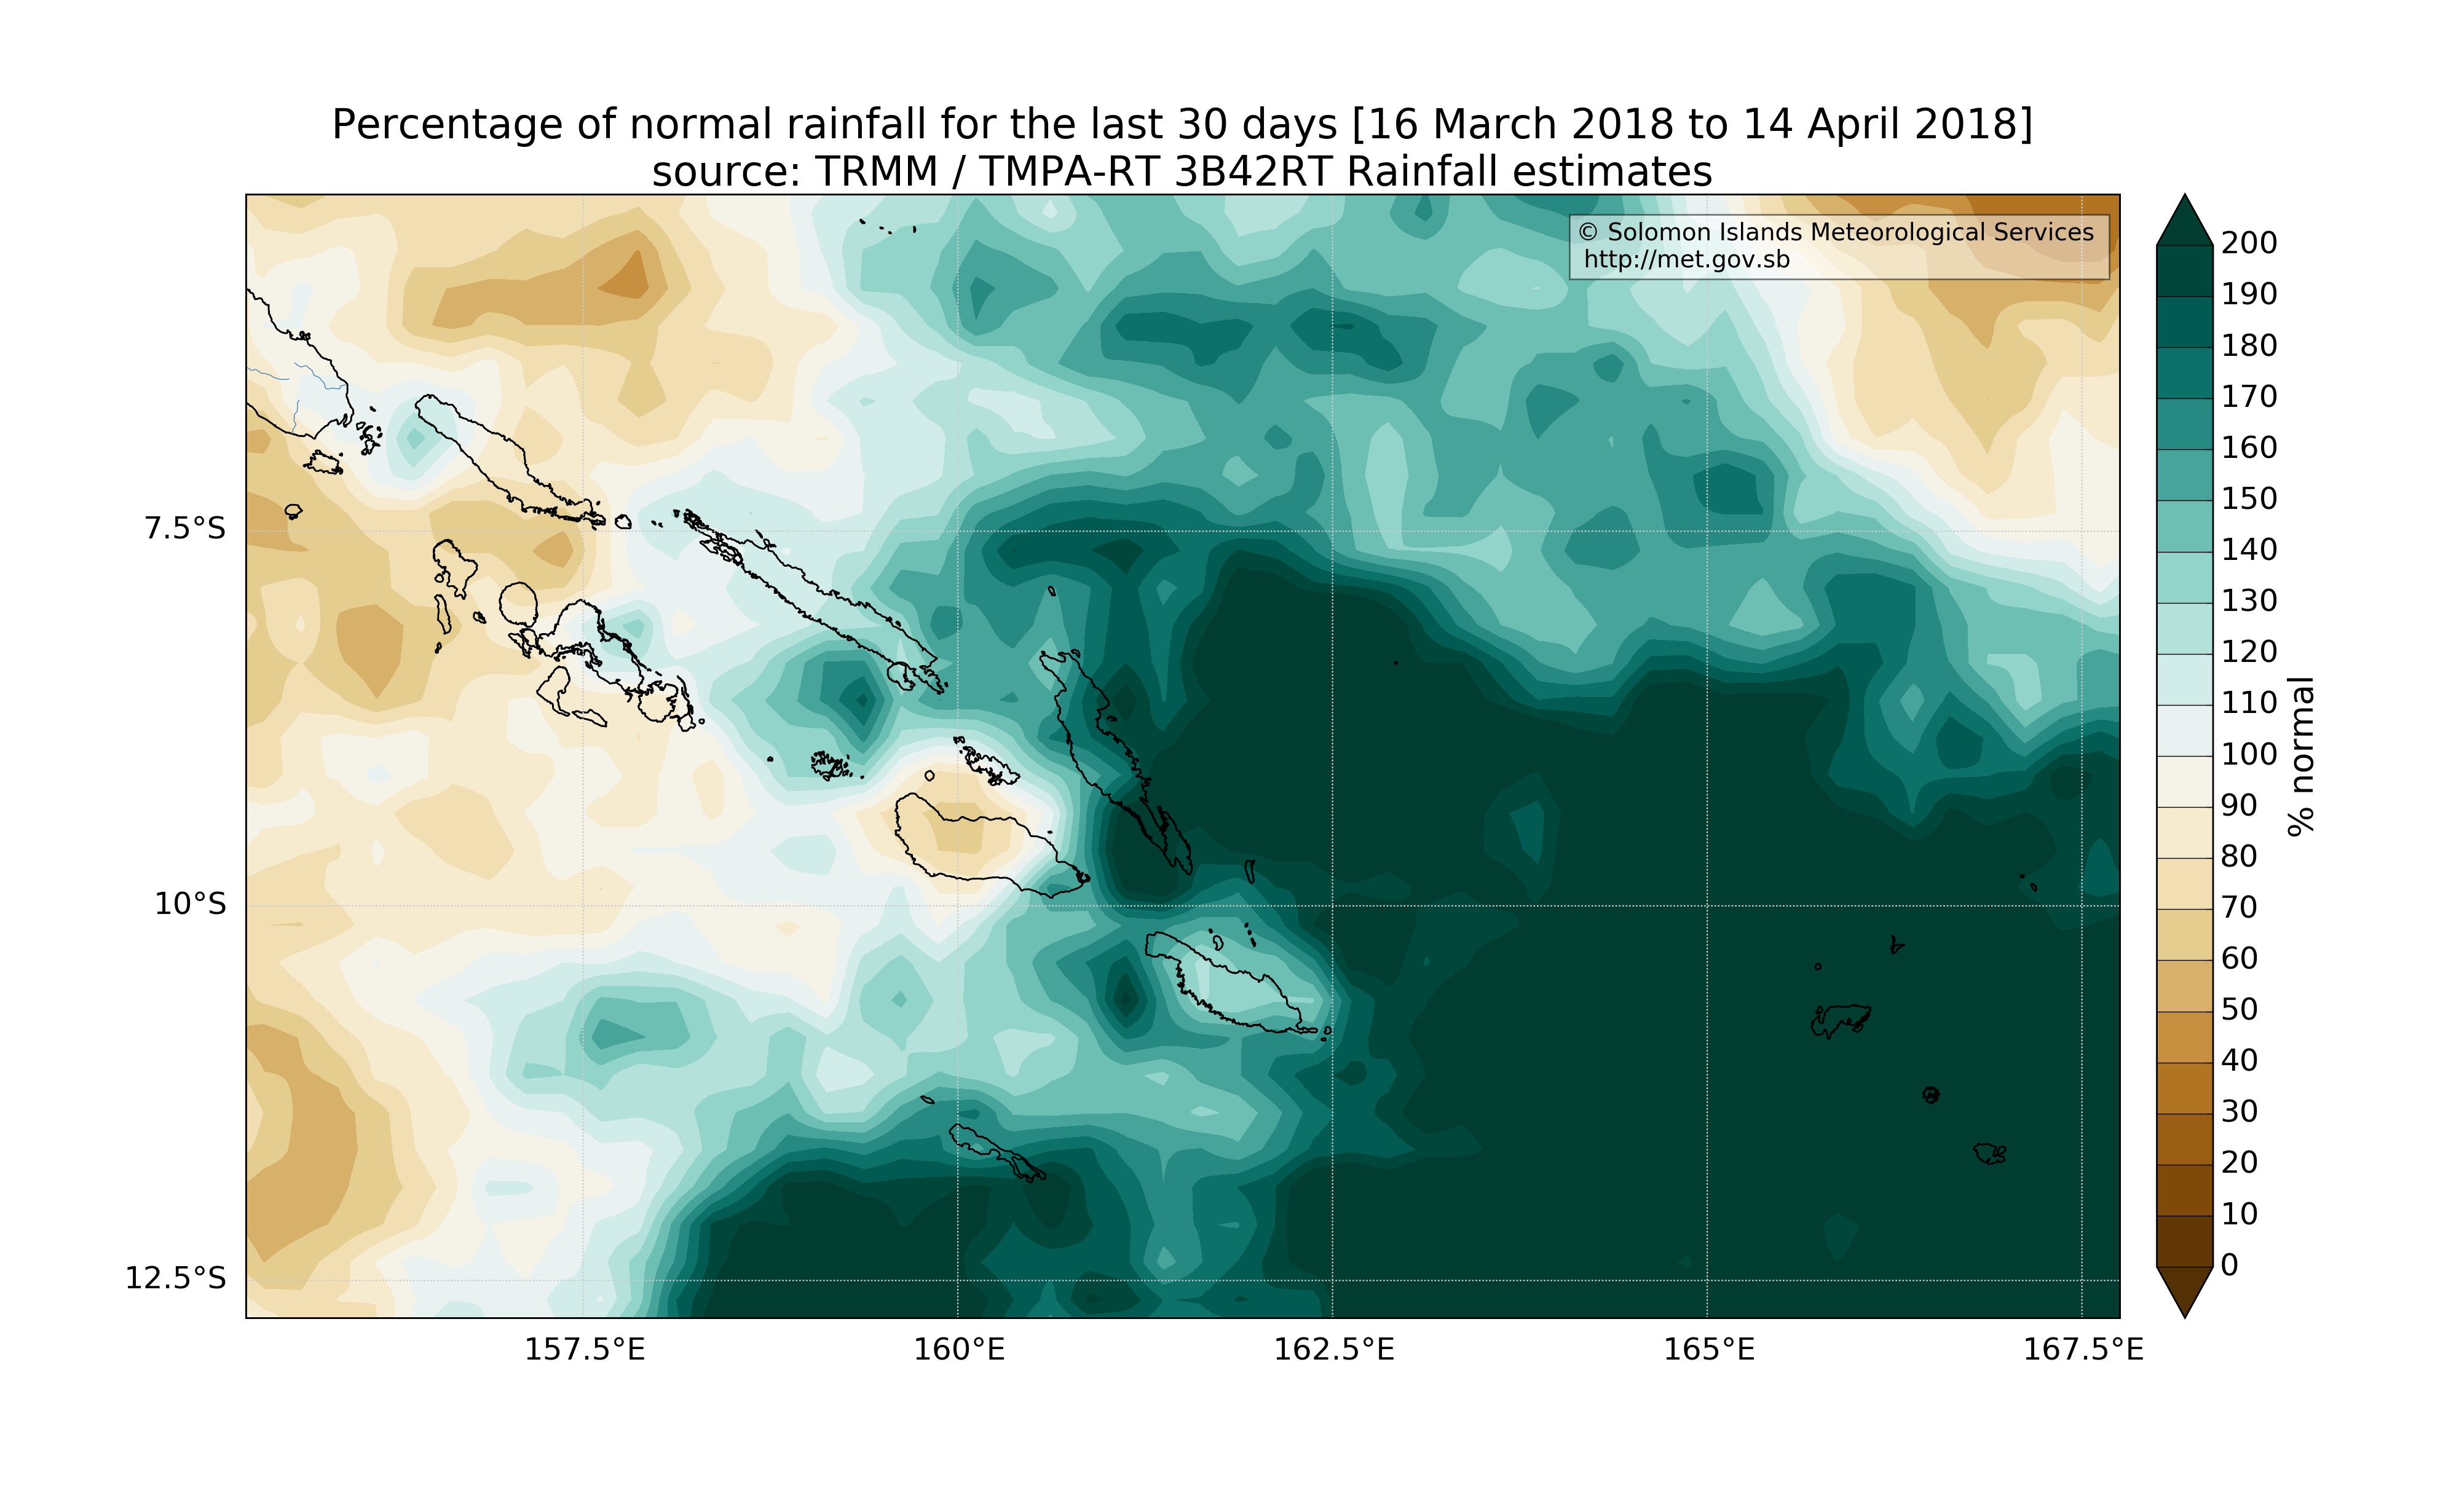 Percentage of normal rainfall for the last 30 days [16 March 2018 to 14 April 2018]
source: TRMM / TMPA-RT 3B42RT Rainfall estimates
© Solomon Islands Meteorological Services
http://met.gov.sb
7.5°S
10°S
12.5°S
157.5°E
160°E
162.5°E
165°E
167.5°E
200
190
180
170
160
150
140
130
120
110
100
90
80
70
60
50
40
30
20
10
0
% normal